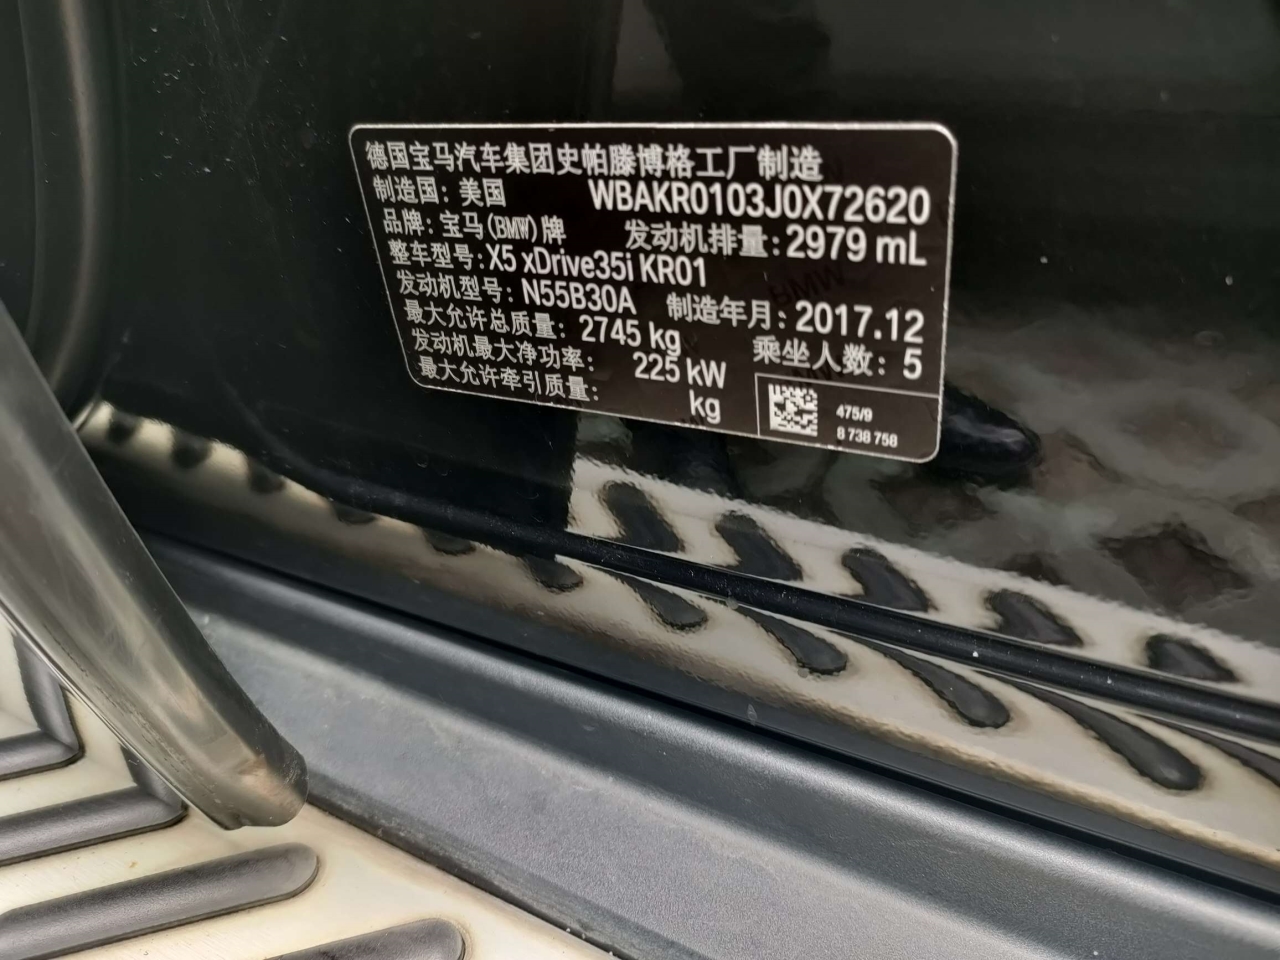 德国宝马汽车集团史帕滕博格工厂制造
制造国：美国 WBAKR0103J0X72620
品牌：宝马(BMW)牌 发动机排量：2979 mL
整车型号：X5 xDrive35i KR01
发动机型号：N55B30A 制造年月：2017.12
最大允许总质量：2745 kg 乘坐人数：5
发动机最大净功率：225 kW
最大允许牵引质量： kg
475/9
8 738 758